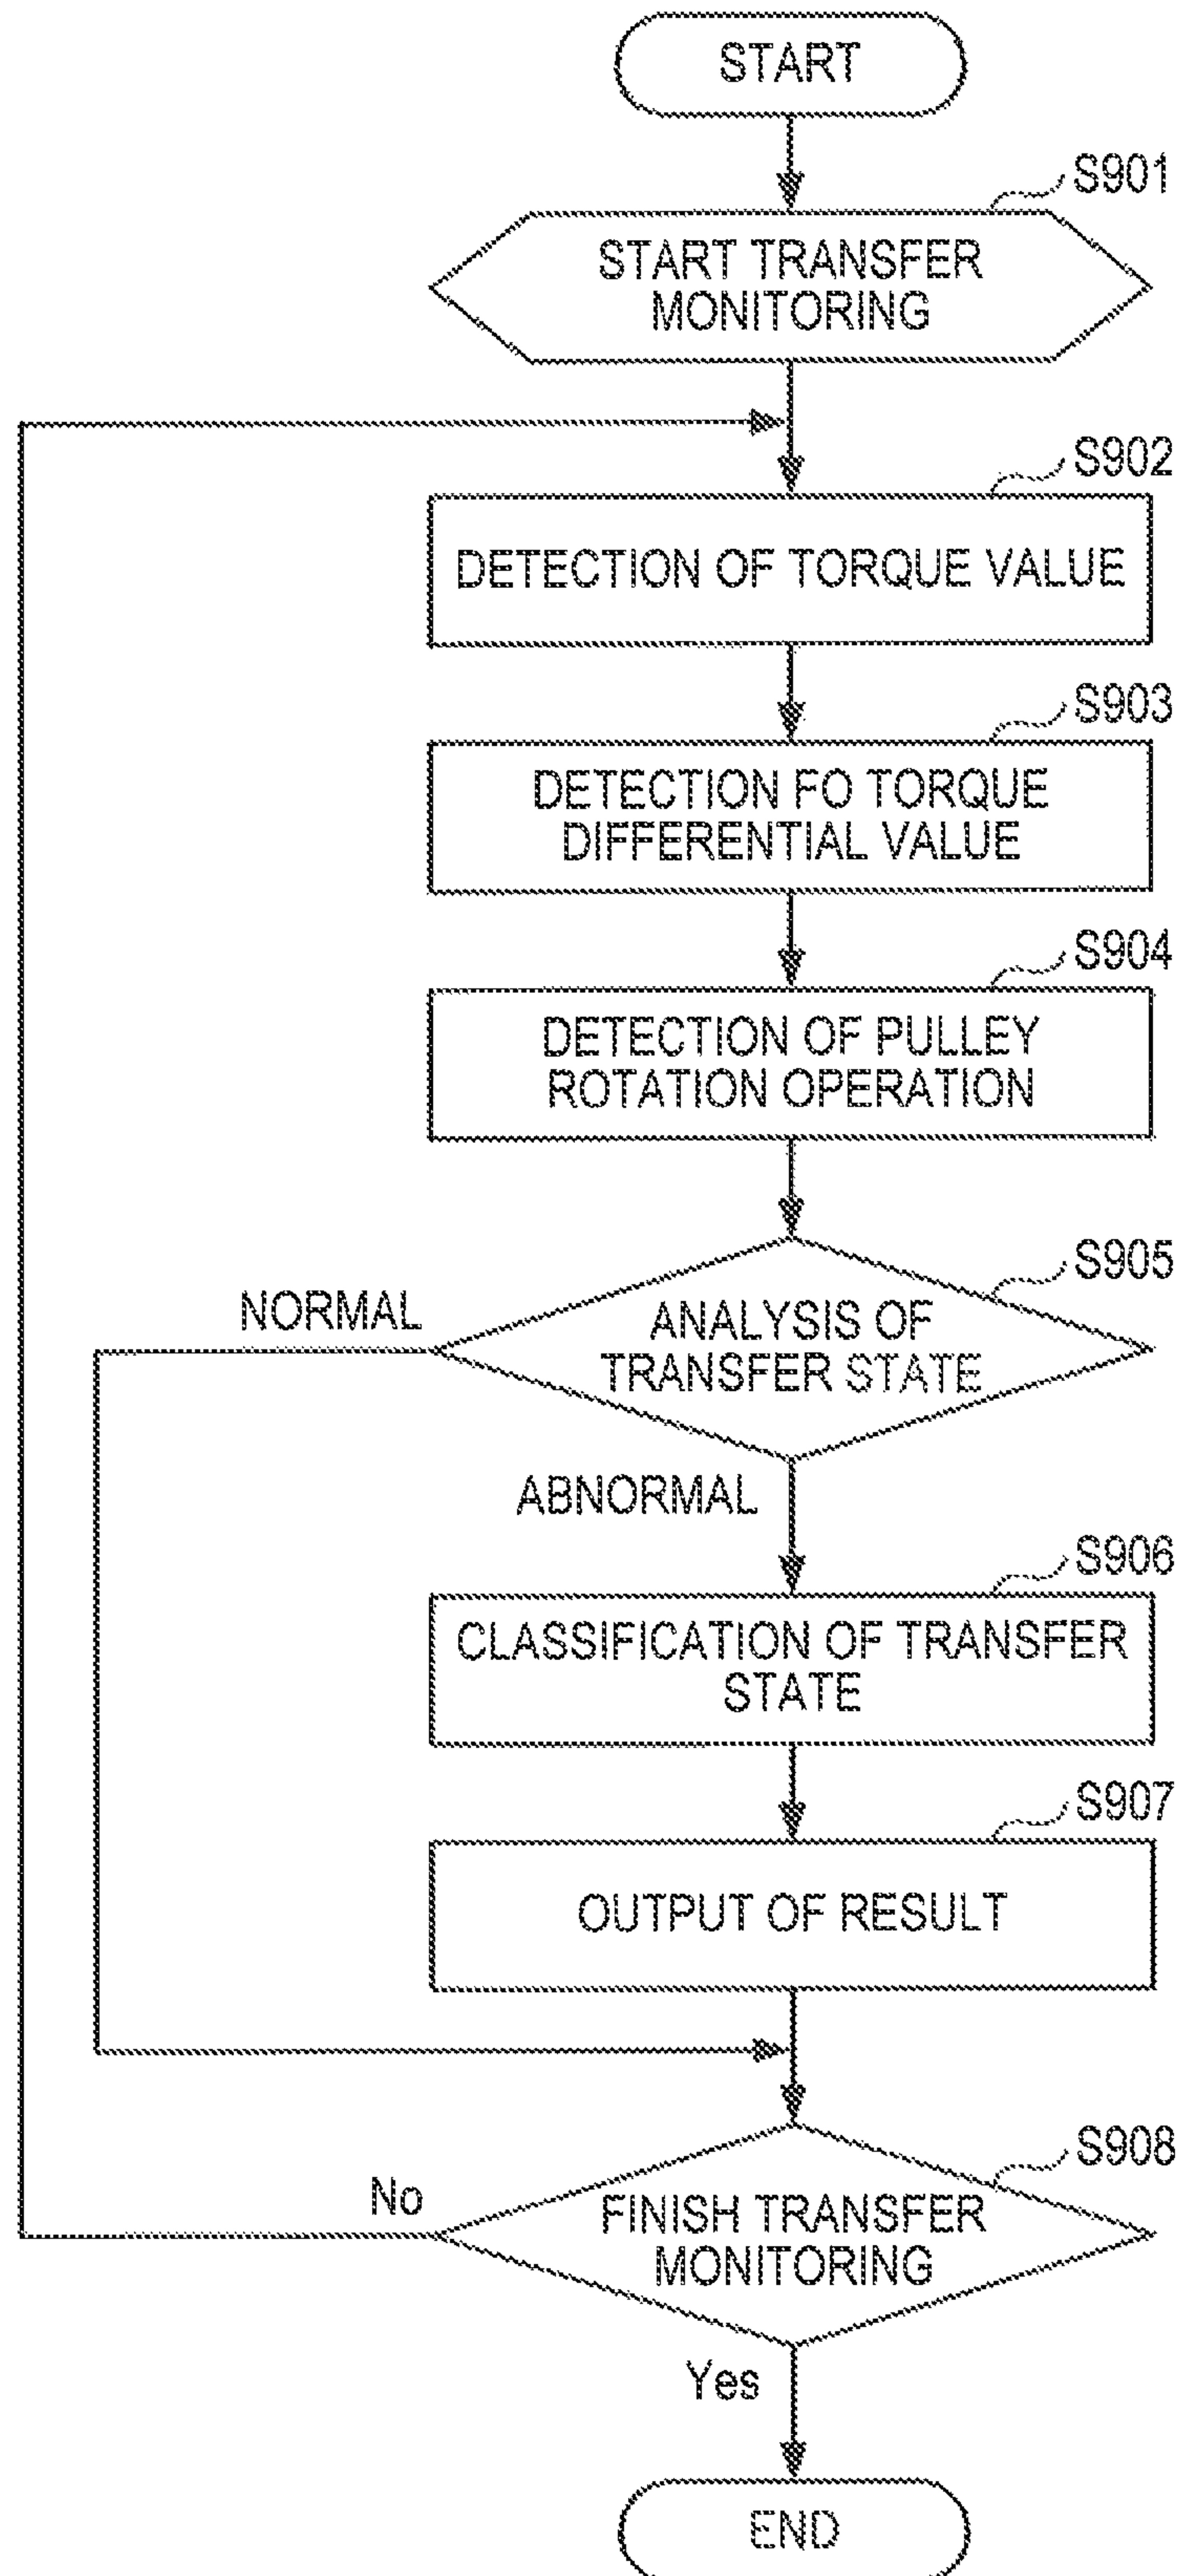 START
S901
START TRANSFER
MONITORING
S902
DETECTION OF TORQUE VALUE
S903
DETECTION FO TORQUE
DIFFERENTIAL VALUE
S904
DETECTION OF PULLEY
ROTATION OPERATION
S905
NORMAL
ANALYSIS OF
TRANSFER STATE
ABNORMAL
S906
CLASSIFICATION OF TRANSFER
STATE
S907
OUTPUT OF RESULT
S908
No
FINISH TRANSFER
MONITORING
Yes
END